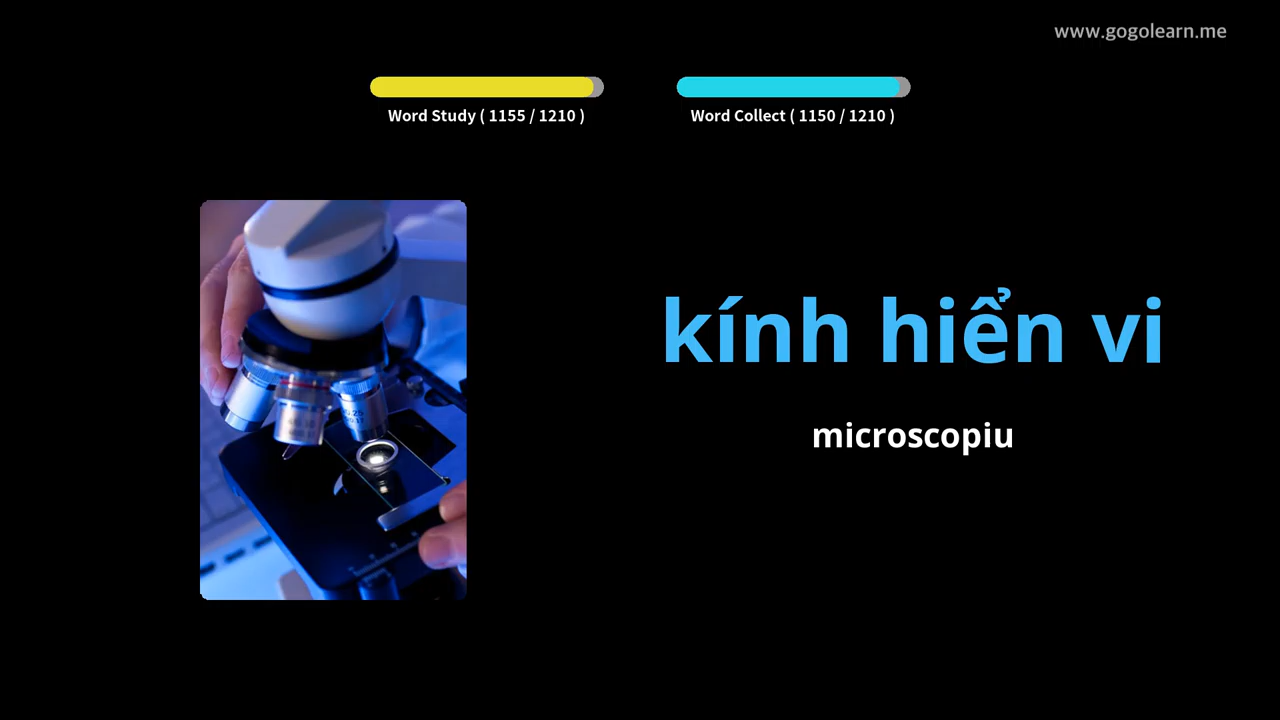 www.gogolearn.me
Word Study ( 1155 / 1210 )
Word Collect ( 1150 / 1210 )
kính hiển vi
microscopiu